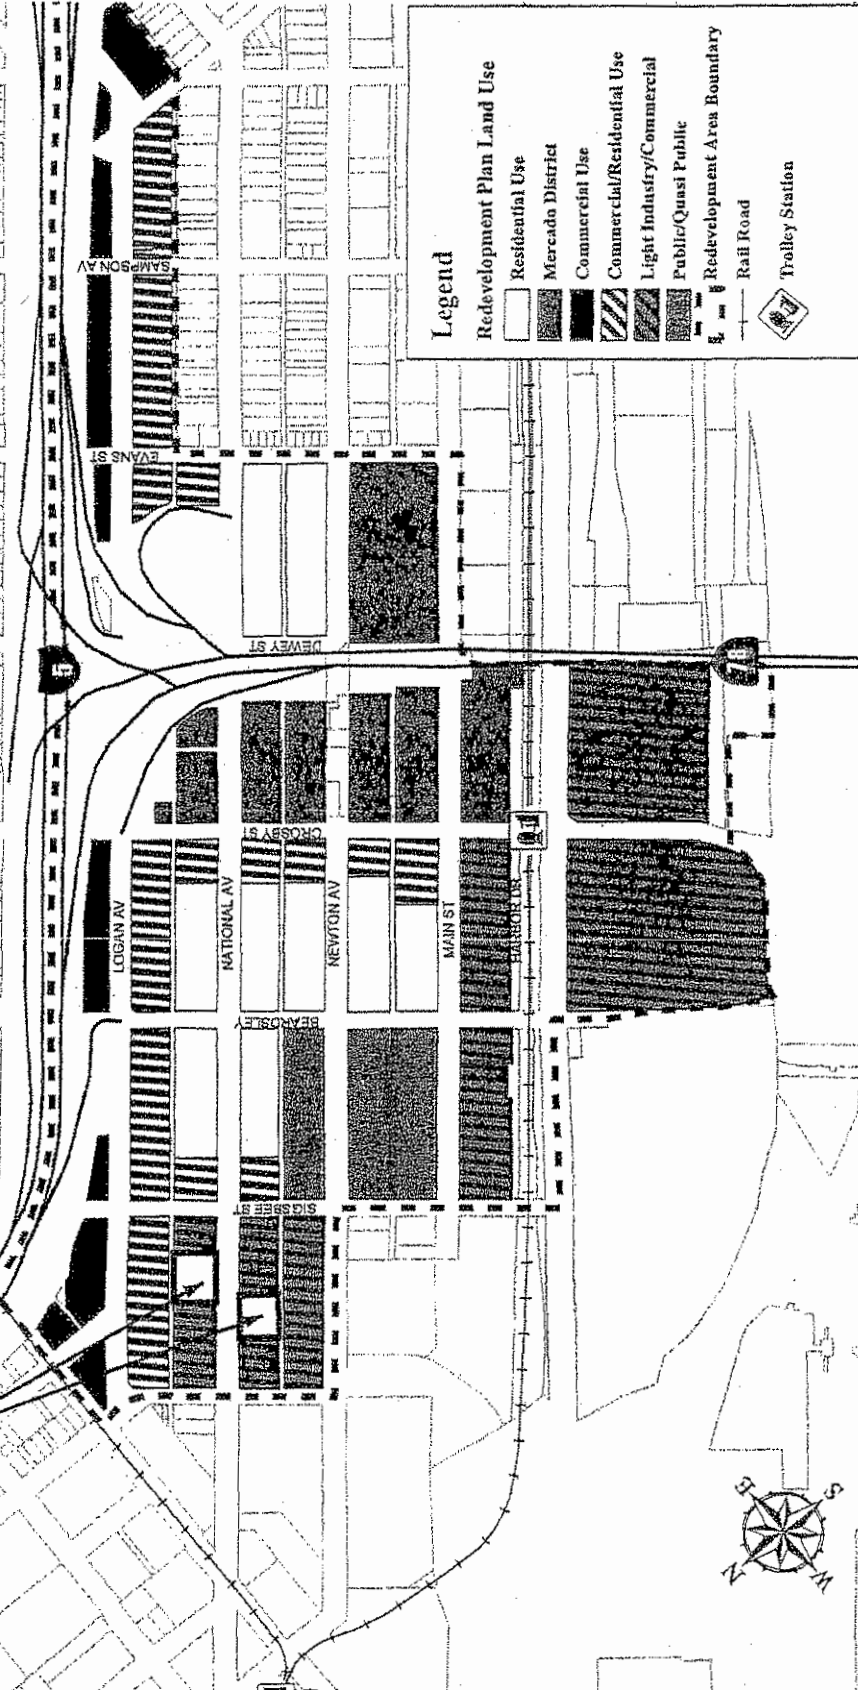 SAMPSON AV
EVANS ST
DEWEY ST
CROSBY ST
LOGAN AV
NATIONAL AV
NEWTON AV
MAIN ST
HARBOR DR
BEARDSLEY
SIGSBEE ST
Legend
Redevelopment Plan Land Use
Residential Use
Mercado District
Commercial Use
Commercial/Residential Use
Light Industry/Commercial
Public/Quasi Public
Redevelopment Area Boundary
Rail Road
Trolley Station
N
E
S
W